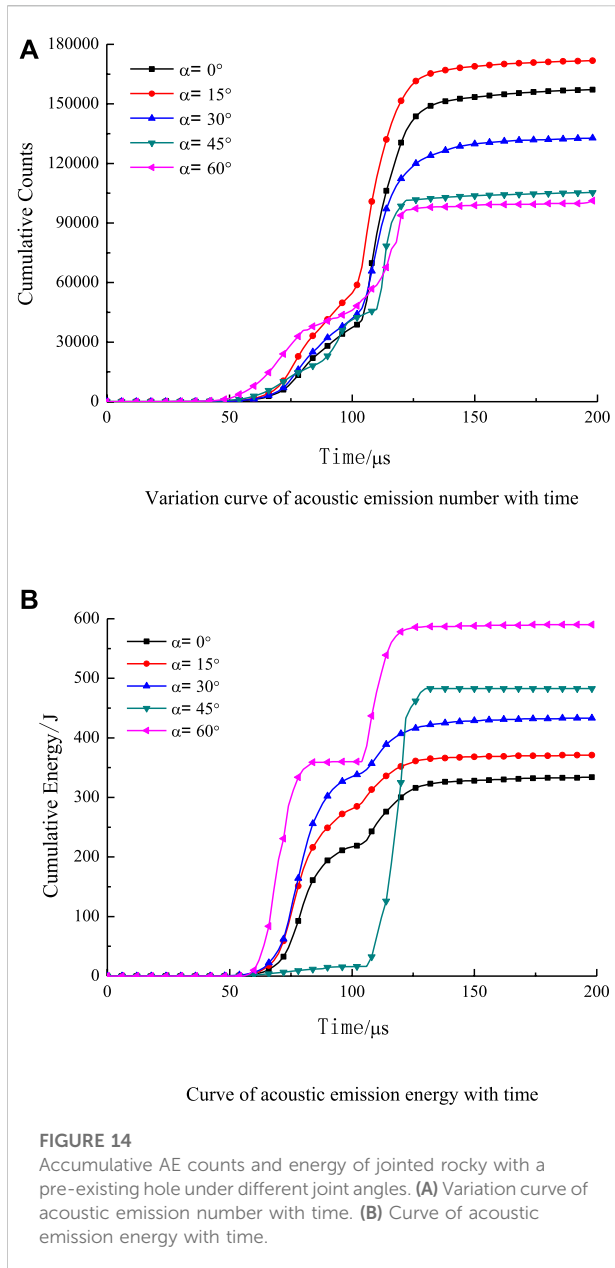 A
180000
150000
120000
90000
60000
30000
0
Cumulative Counts
α= 0°
α= 15°
α= 30°
α= 45°
α= 60°
0 50 100 150 200
Time/μs
Variation curve of acoustic emission number with time
B
600
500
400
300
200
100
0
Cumulative Energy/J
α= 0°
α= 15°
α= 30°
α= 45°
α= 60°
0 50 100 150 200
Time/μs
Curve of acoustic emission energy with time
FIGURE 14
Accumulative AE counts and energy of jointed rocky with a
pre-existing hole under different joint angles. (A) Variation curve of
acoustic emission number with time. (B) Curve of acoustic
emission energy with time.